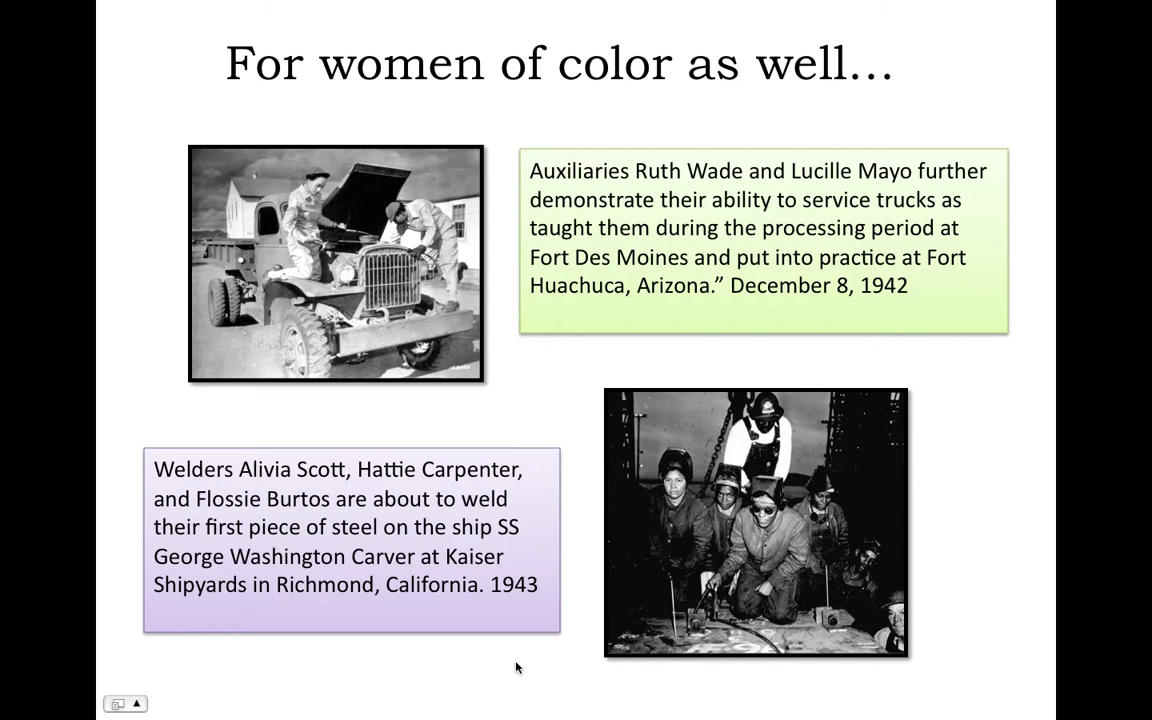 For women of color as well...
Auxiliaries Ruth Wade and Lucille Mayo further
demonstrate their ability to service trucks as
taught them during the processing period at
Fort Des Moines and put into practice at Fort
Huachuca, Arizona.” December 8, 1942
Welders Alivia Scott, Hattie Carpenter,
and Flossie Burtos are about to weld
their first piece of steel on the ship SS
George Washington Carver at Kaiser
Shipyards in Richmond, California. 1943